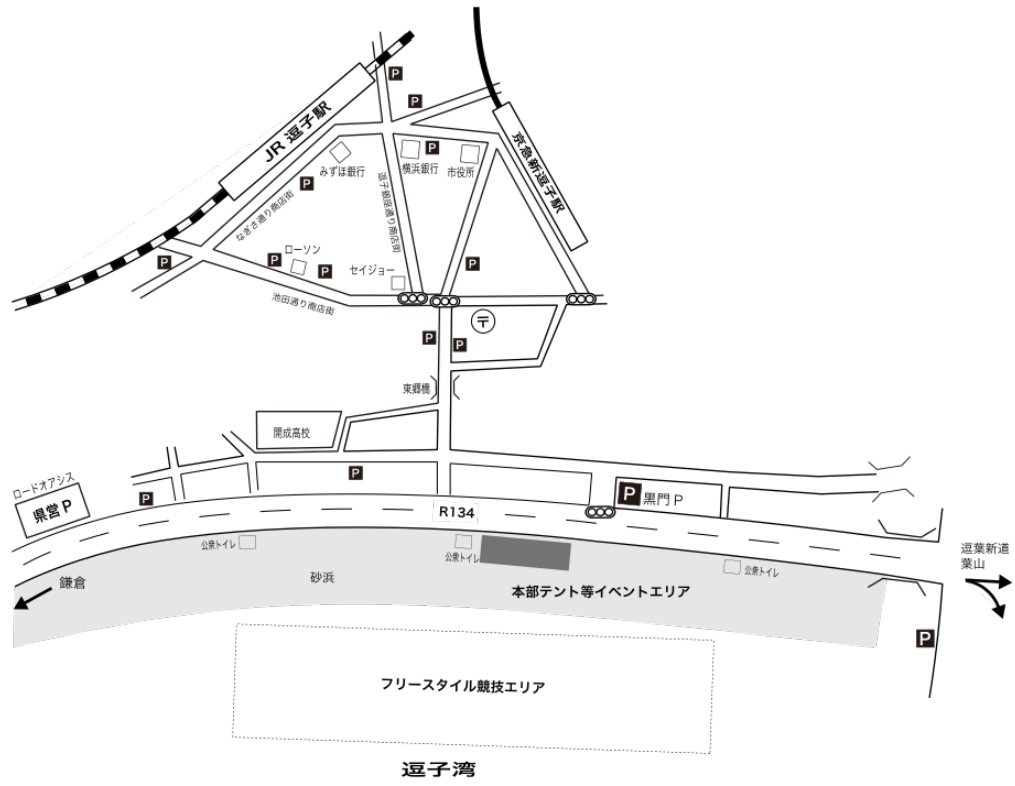 P
P
JR 逗子駅
京急新逗子駅
みずほ銀行
横浜銀行
P
市役所
P
逗子銀座通り商店街
なぎさ通り商店街
ローソン
P
P
P
P
セイジョー
池田通り商店街
〒
P
P
東郷橋
開成高校
P
ロードオアシス
県営 P
P
P 黒門 P
R134
公衆トイレ
公衆トイレ
公衆トイレ
逗葉新道
葉山
鎌倉
砂浜
本部テント等イベントエリア
P
フリースタイル競技エリア
逗子湾